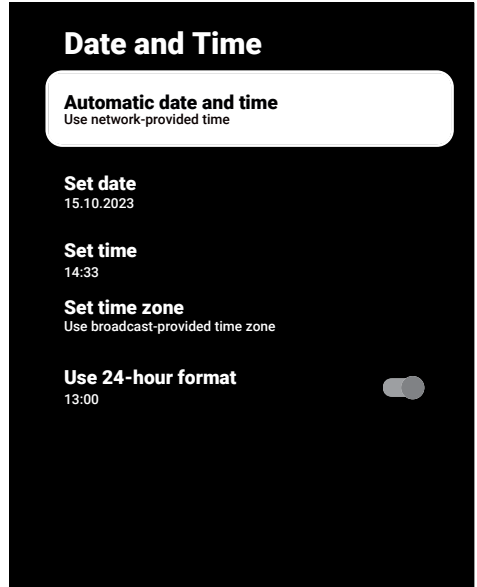 Date and Time
Automatic date and time
Use network-provided time
Set date
15.10.2023
Set time
14:33
Set time zone
Use broadcast-provided time zone
Use 24-hour format
13:00